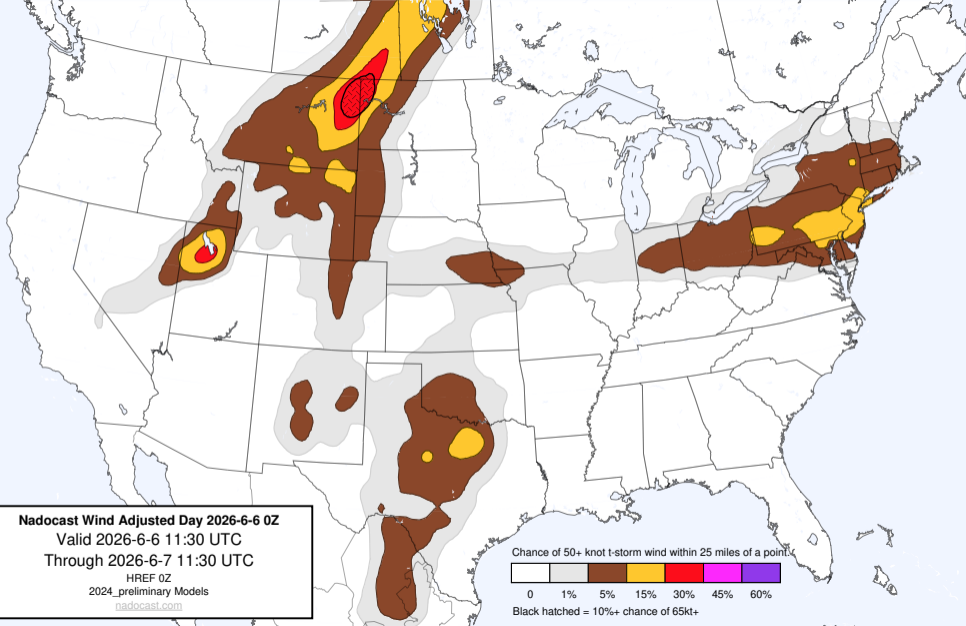 Nadocast Wind Adjusted Day 2026-6-6 0Z
Valid 2026-6-6 11:30 UTC
Through 2026-6-7 11:30 UTC
HREF 0Z
2024_preliminary Models
nadocast.com
Chance of 50+ knot t-storm wind within 25 miles of a point.
0 1% 5% 15% 30% 45% 60%
Black hatched = 10%+ chance of 65kt+